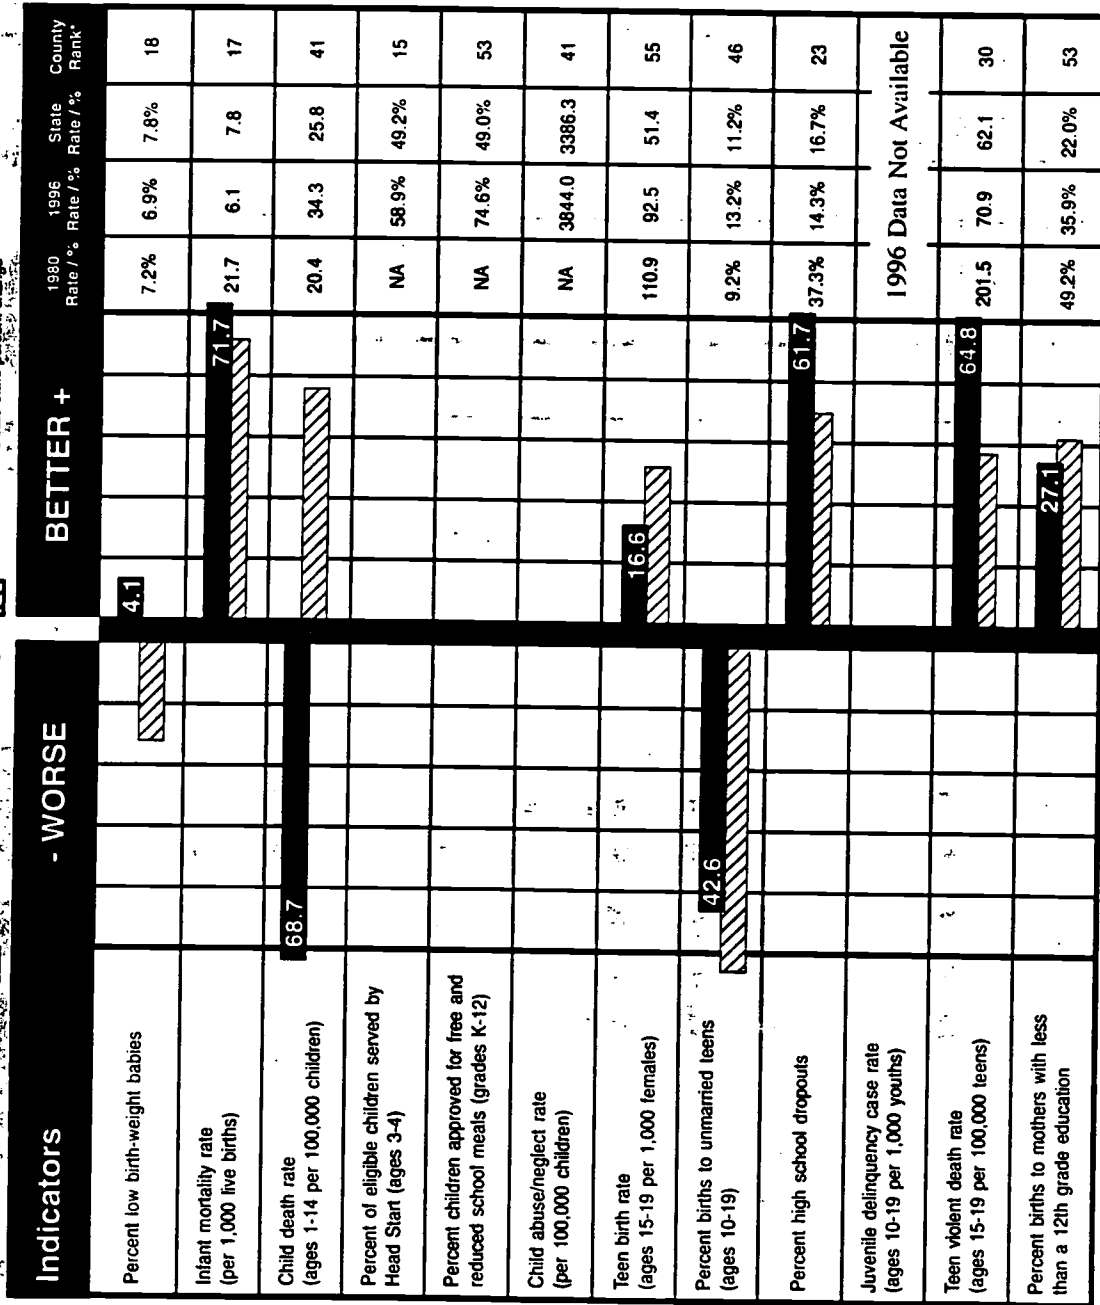 Indicators - WORSE BETTER + 1980 Rate / % 1996 Rate / % State Rate / % County Rank*
Percent low birth-weight babies 4.1 7.2% 6.9% 7.8% 18
Infant mortality rate
(per 1,000 live births) 71.7 21.7 6.1 7.8 17
Child death rate
(ages 1-14 per 100,000 children) 68.7 20.4 34.3 25.8 41
Percent of eligible children served by
Head Start (ages 3-4) NA 58.9% 49.2% 15
Percent children approved for free and
reduced school meals (grades K-12) NA 74.6% 49.0% 53
Child abuse/neglect rate
(per 100,000 children) NA 3844.0 3386.3 41
Teen birth rate
(ages 15-19 per 1,000 females) 16.6 110.9 92.5 51.4 55
Percent births to unmarried teens
(ages 10-19) 42.6 9.2% 13.2% 11.2% 46
Percent high school dropouts 61.7 37.3% 14.3% 16.7% 23
Juvenile delinquency case rate
(ages 10-19 per 1,000 youths) 1996 Data Not Available
Teen violent death rate
(ages 15-19 per 100,000 teens) 64.8 201.5 70.9 62.1 30
Percent births to mothers with less
than a 12th grade education 27.1 49.2% 35.9% 22.0% 53